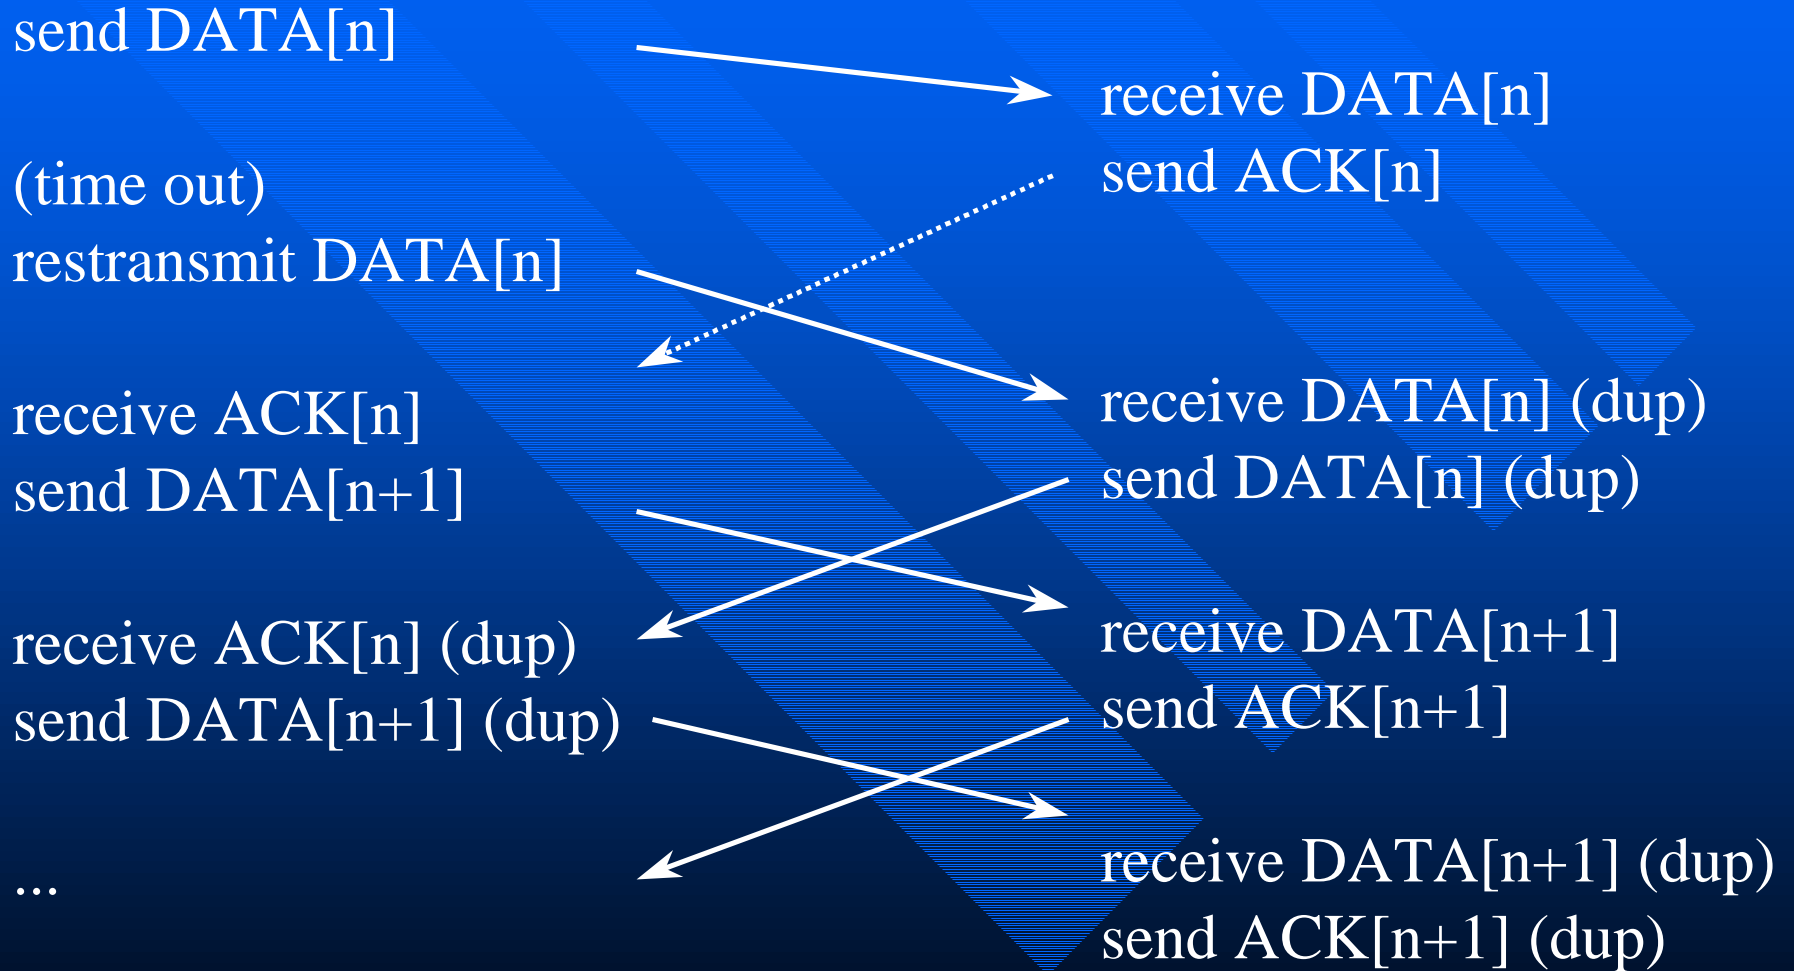 send DATA[n]
(time out)
restransmit DATA[n]
receive ACK[n]
send DATA[n+1]
receive ACK[n] (dup)
send DATA[n+1] (dup)
...
receive DATA[n]
send ACK[n]
receive DATA[n] (dup)
send DATA[n] (dup)
receive DATA[n+1]
send ACK[n+1]
receive DATA[n+1] (dup)
send ACK[n+1] (dup)